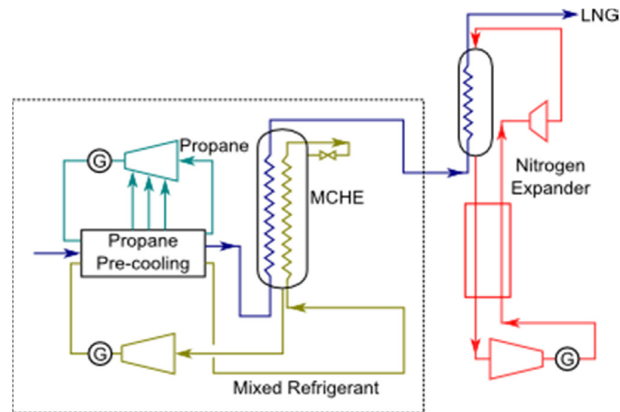 LNG
Propane
G
MCHE
Nitrogen
Expander
Propane
Pre-cooling
G
G
Mixed Refrigerant